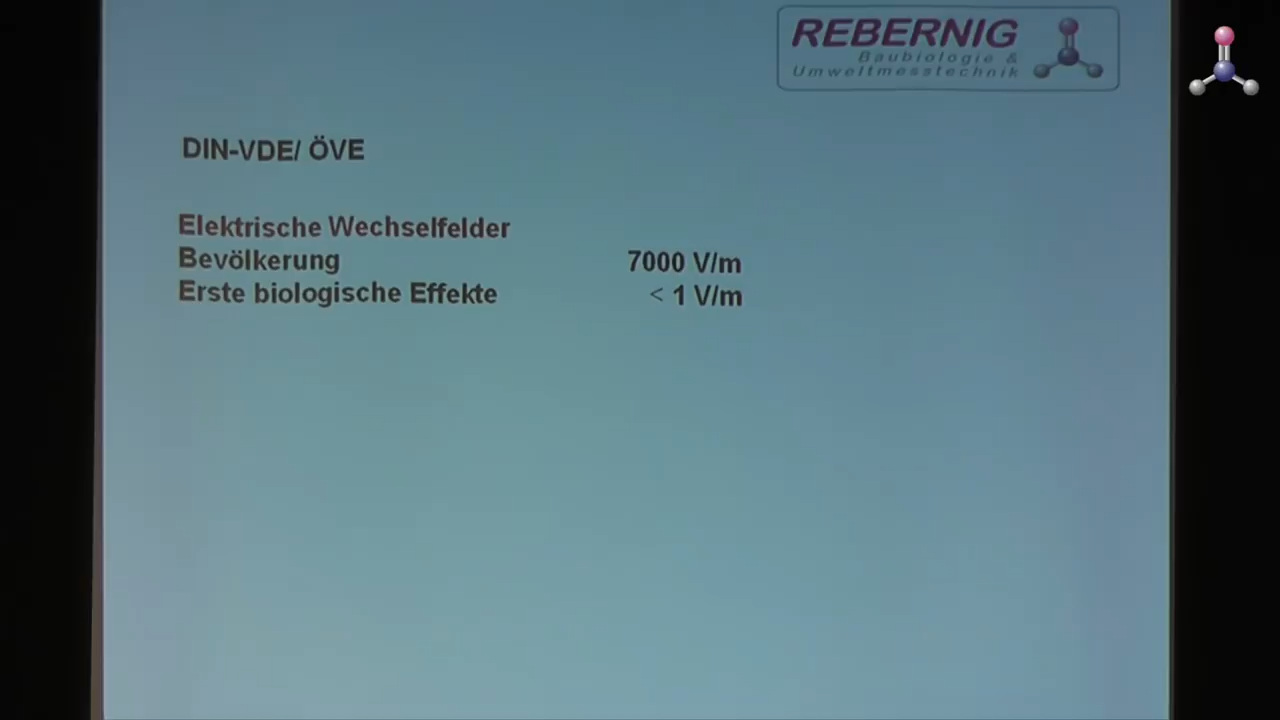 REBERNIG
Baubiologie &
Umweltmesstechnik
DIN-VDE/ ÖVE
Elektrische Wechselfelder
Bevölkerung 7000 V/m
Erste biologische Effekte < 1 V/m